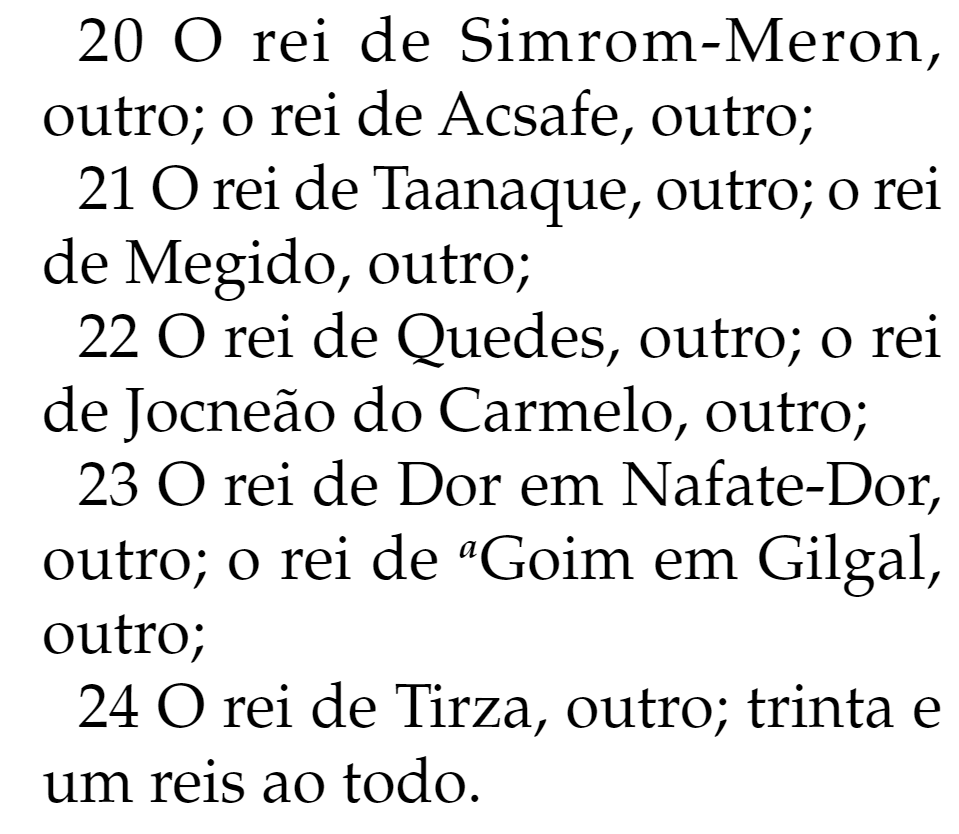 20 O rei de Simrom-Meron,
outro; o rei de Acsafe, outro;
21 O rei de Taanaque, outro; o rei
de Megido, outro;
22 O rei de Quedes, outro; o rei
de Jocneão do Carmelo, outro;
23 O rei de Dor em Nafate-Dor,
outro; o rei de ᵃGoim em Gilgal,
outro;
24 O rei de Tirza, outro; trinta e
um reis ao todo.